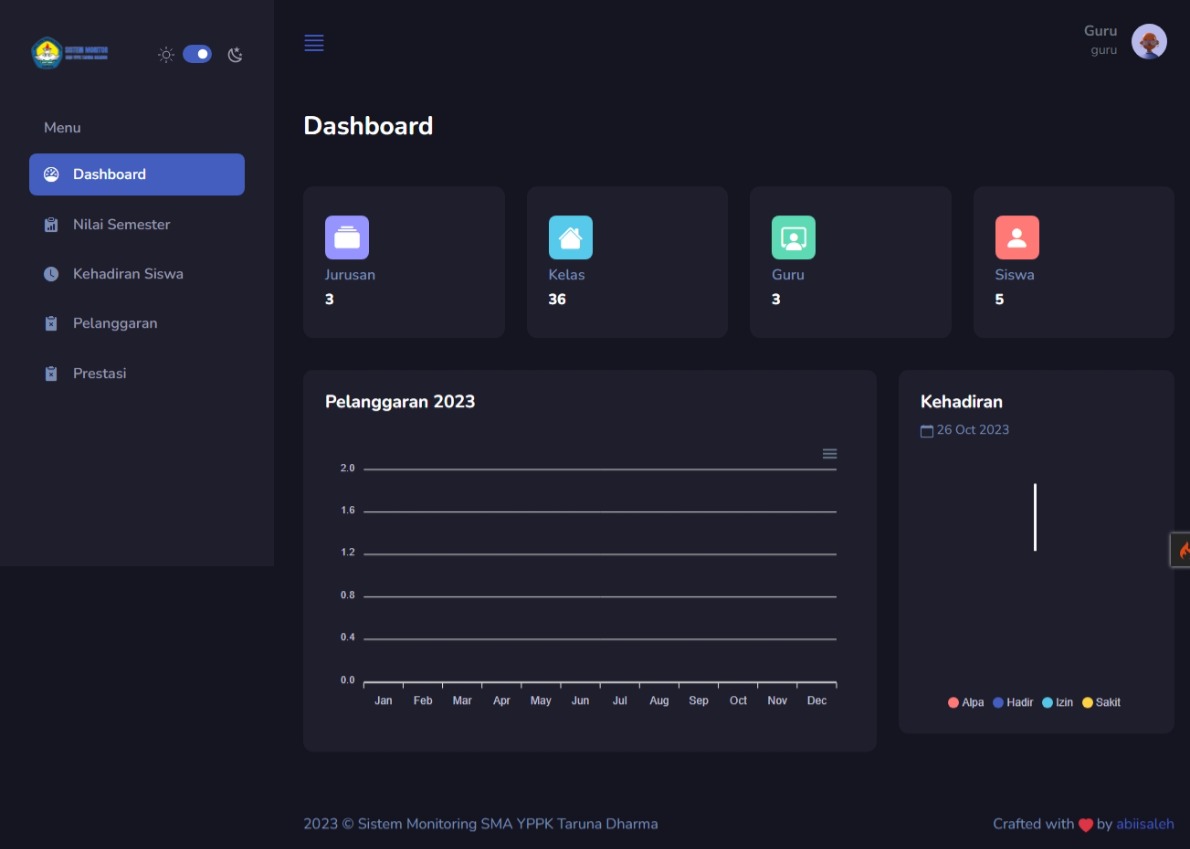 SISTEM MONITOR
Guru
guru
Menu
Dashboard
Nilai Semester
Kehadiran Siswa
Pelanggaran
Prestasi
Dashboard
Jurusan
3
Kelas
36
Guru
3
Siswa
5
Pelanggaran 2023
2.0
1.6
1.2
0.8
0.4
0.0
Jan Feb Mar Apr May Jun Jul Aug Sep Oct Nov Dec
Kehadiran
26 Oct 2023
Alpa Hadir Izin Sakit
2023 © Sistem Monitoring SMA YPPK Taruna Dharma
Crafted with by abiisaleh